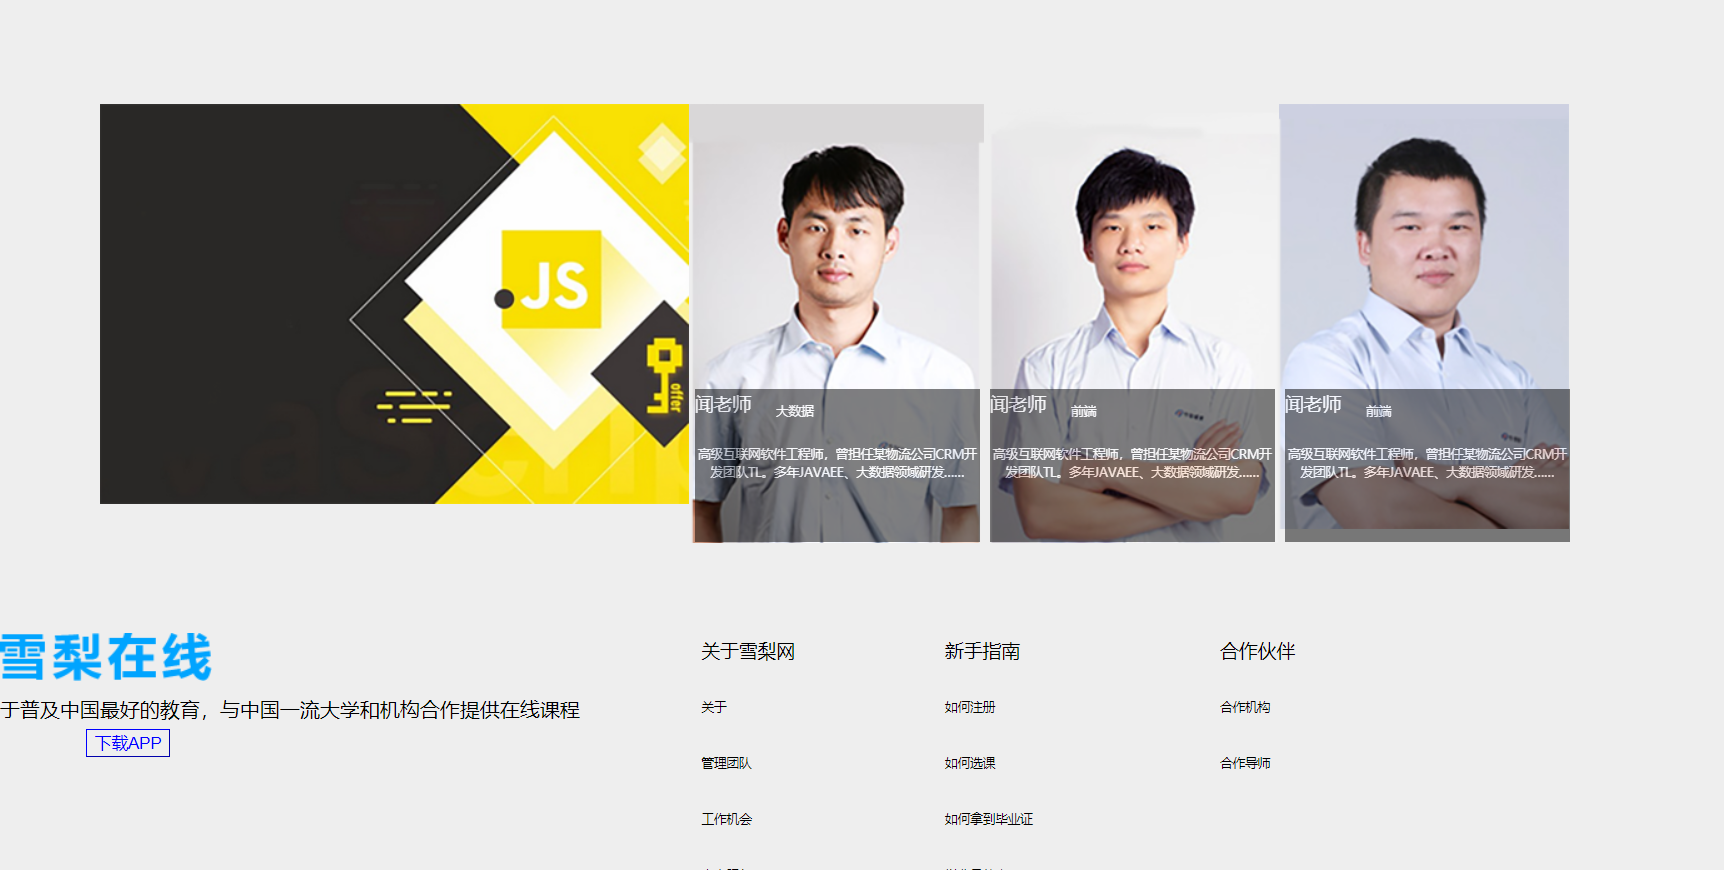 JS
offer
闻老师
大数据
高级互联网软件工程师，曾担任某物流公司CRM开
发团队TL。多年JAVAEE、大数据领域研发......
闻老师
前端
高级互联网软件工程师，曾担任某物流公司CRM开
发团队TL。多年JAVAEE、大数据领域研发......
闻老师
前端
高级互联网软件工程师，曾担任某物流公司CRM开
发团队TL。多年JAVAEE、大数据领域研发......
雪梨在线
于普及中国最好的教育，与中国一流大学和机构合作提供在线课程
下载APP
关于雪梨网
关于
管理团队
工作机会
新手指南
如何注册
如何选课
如何拿到毕业证
合作伙伴
合作机构
合作导师